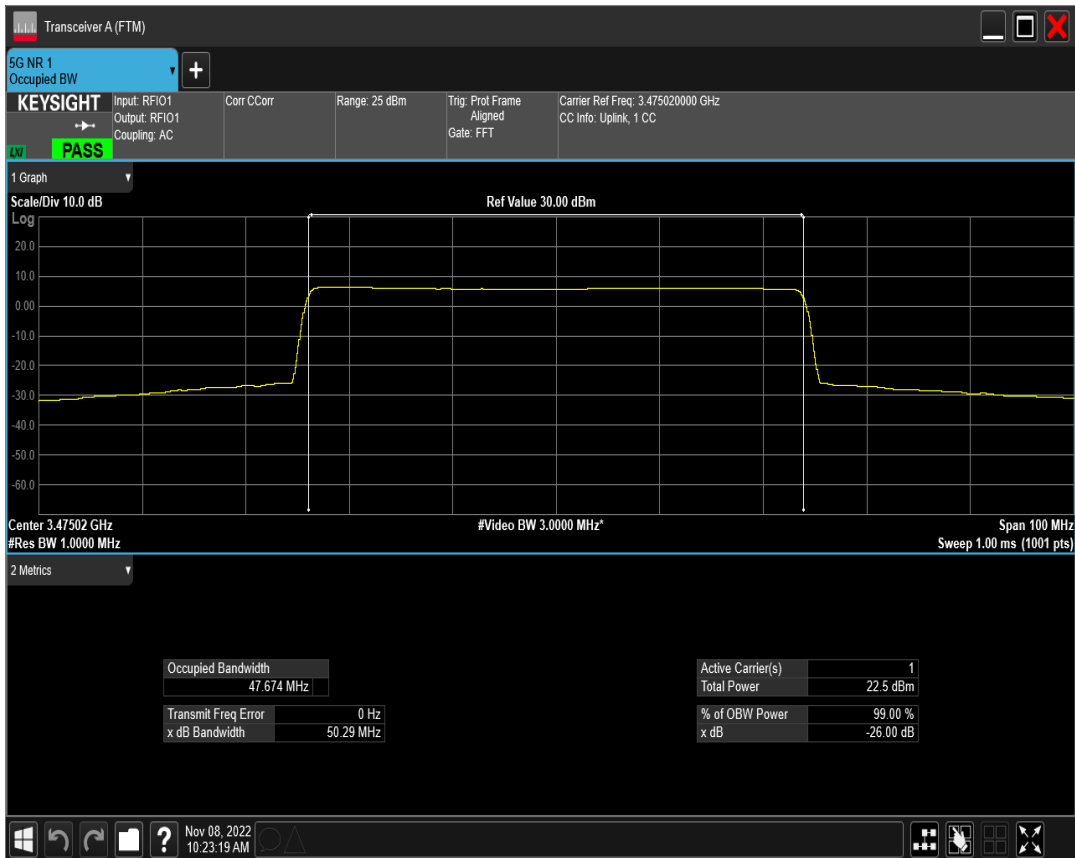 Transceiver A (FTM)
5G NR 1
Occupied BW
+
KEYSIGHT
LXI
PASS
Input: RFIO1
Output: RFIO1
Coupling: AC
Corr CCorr
Range: 25 dBm
Trig: Prot Frame
Aligned
Gate: FFT
Carrier Ref Freq: 3.475020000 GHz
CC Info: Uplink, 1 CC
1 Graph
Scale/Div 10.0 dB
Ref Value 30.00 dBm
Log
20.0
10.0
0.00
-10.0
-20.0
-30.0
-40.0
-50.0
-60.0
Center 3.47502 GHz
#Video BW 3.0000 MHz*
Span 100 MHz
#Res BW 1.0000 MHz
Sweep 1.00 ms (1001 pts)
2 Metrics
Occupied Bandwidth
47.674 MHz
Transmit Freq Error 0 Hz
x dB Bandwidth 50.29 MHz
Active Carrier(s) 1
Total Power 22.5 dBm
% of OBW Power 99.00 %
x dB -26.00 dB
?
Nov 08, 2022
10:23:19 AM